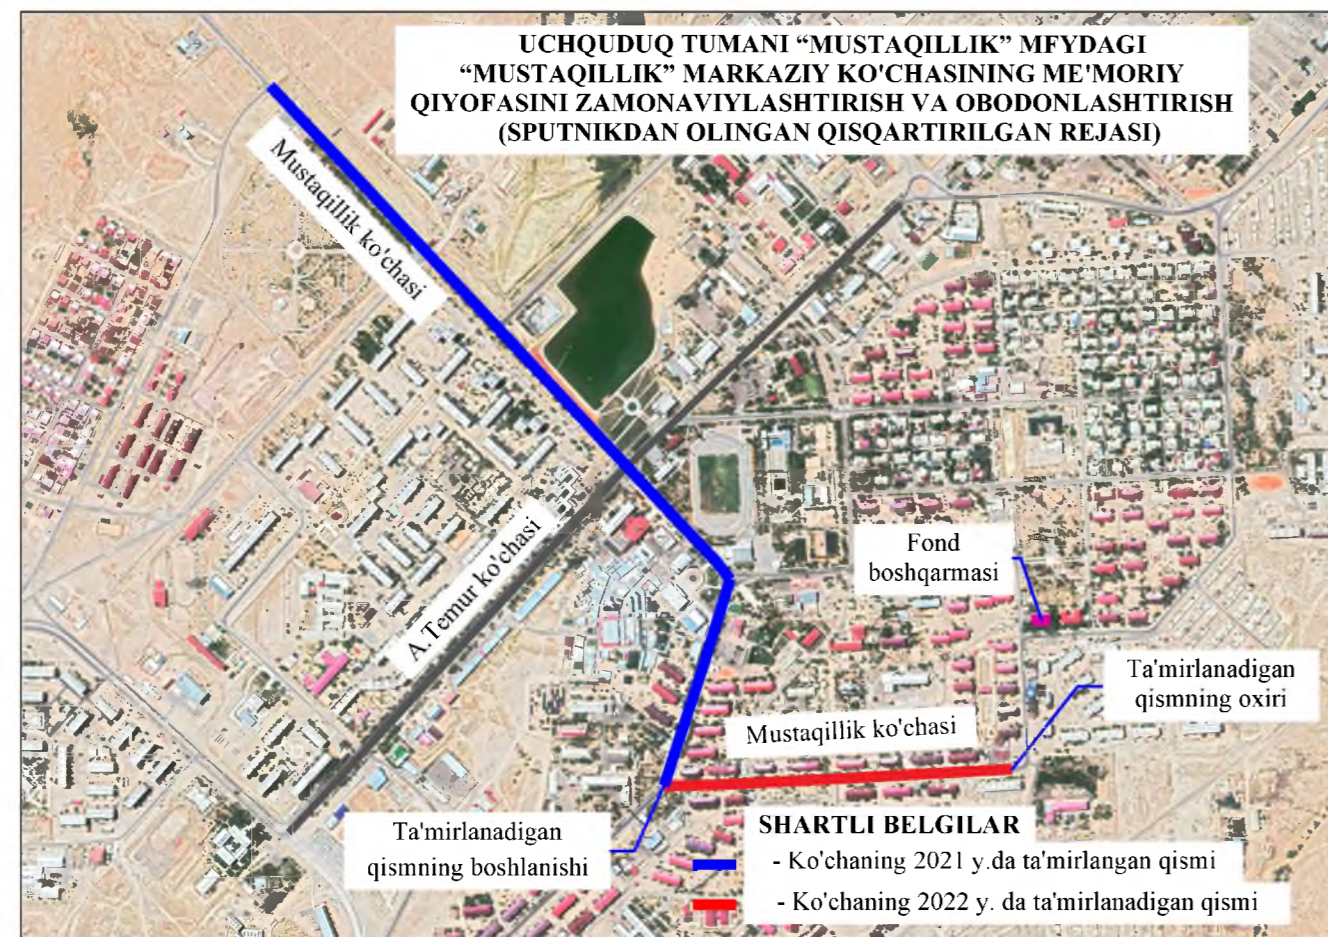 UCHQUDUQ TUMANI “MUSTAQILLIK” MFYDAGI
“MUSTAQILLIK” MARKAZIY KO'CHASINING ME'MORIY
QIYOFASINI ZAMONAVIYLASHTIRISH VA OBODONLASHTIRISH
(SPUTNIKDAN OLINGAN QISQARTIRILGAN REJASI)
Mustaqillik ko'chasi
A. Temur ko'chasi
Fond
boshqarmasi
Ta'mirlanadigan
qismning oxiri
Mustaqillik ko'chasi
Ta'mirlanadigan
qismning boshlanishi
SHARTLI BELGILAR
- Ko'chaning 2021 y.da ta'mirlangan qismi
- Ko'chaning 2022 y. da ta'mirlanadigan qismi